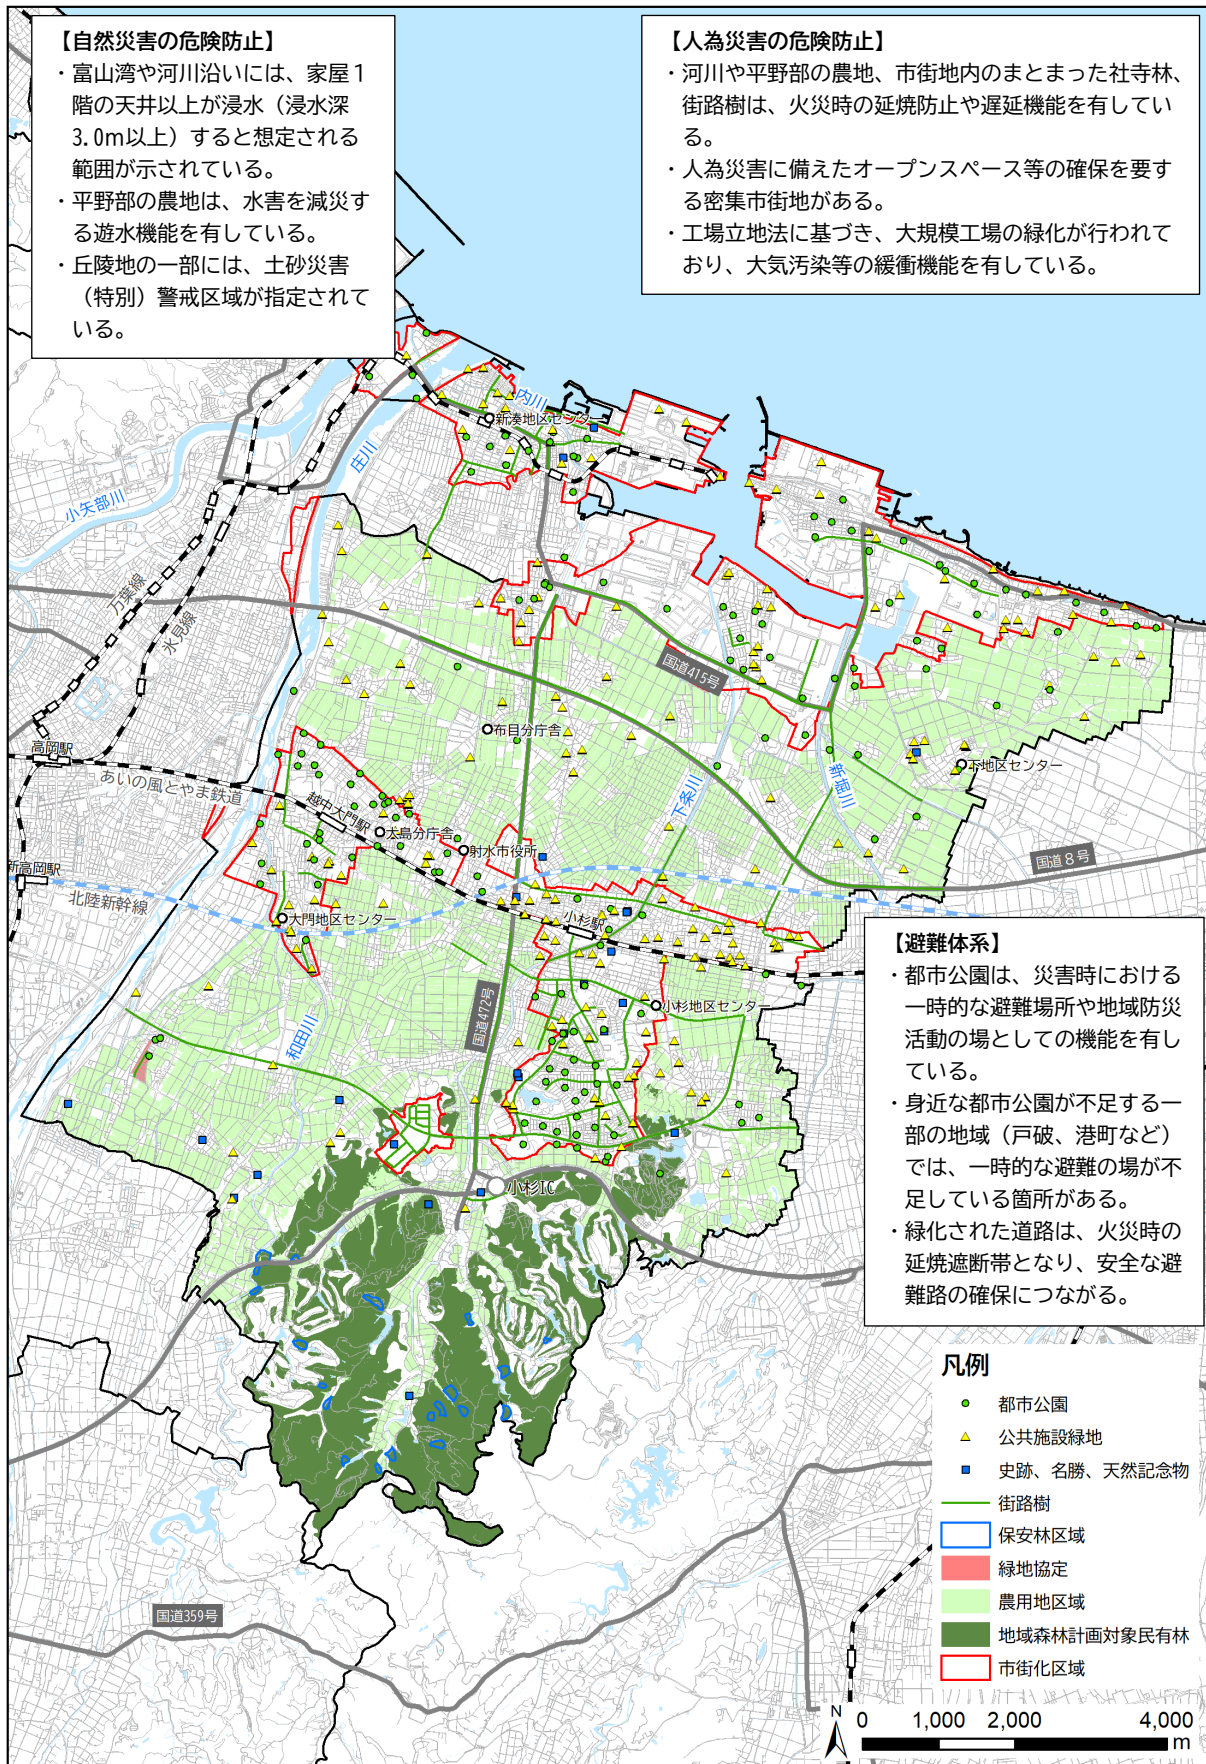 【自然災害の危険防止】
・富山湾や河川沿いには、家屋1
階の天井以上が浸水（浸水深
3.0m以上）すると想定される
範囲が示されている。
・平野部の農地は、水害を減災す
る遊水機能を有している。
・丘陵地の一部には、土砂災害
（特別）警戒区域が指定されて
いる。
【人為災害の危険防止】
・河川や平野部の農地、市街地内のまとまった社寺林、
街路樹は、火災時の延焼防止や遅延機能を有してい
る。
・人為災害に備えたオープンスペース等の確保を要す
る密集市街地がある。
・工場立地法に基づき、大規模工場の緑化が行われて
おり、大気汚染等の緩衝機能を有している。
内川
新湊地区センター
庄川
小矢部川
万葉線
氷見線
国道415号
布目分庁舎
高岡駅
あいの風とやま鉄道
越中大門駅
大島分庁舎
射水市役所
下条川
新堀川
下地区センター
国道8号
新高岡駅
北陸新幹線
大門地区センター
小杉駅
小杉地区センター
和田川
国道472号
小杉IC
国道359号
【避難体系】
・都市公園は、災害時における
一時的な避難場所や地域防災
活動の場としての機能を有し
ている。
・身近な都市公園が不足する一
部の地域（戸破、港町など）
では、一時的な避難の場が不
足している箇所がある。
・緑化された道路は、火災時の
延焼遮断帯となり、安全な避
難路の確保につながる。
凡例
都市公園
公共施設緑地
史跡、名勝、天然記念物
街路樹
保安林区域
緑地協定
農用地区域
地域森林計画対象民有林
市街化区域
N
0 1,000 2,000 4,000
m